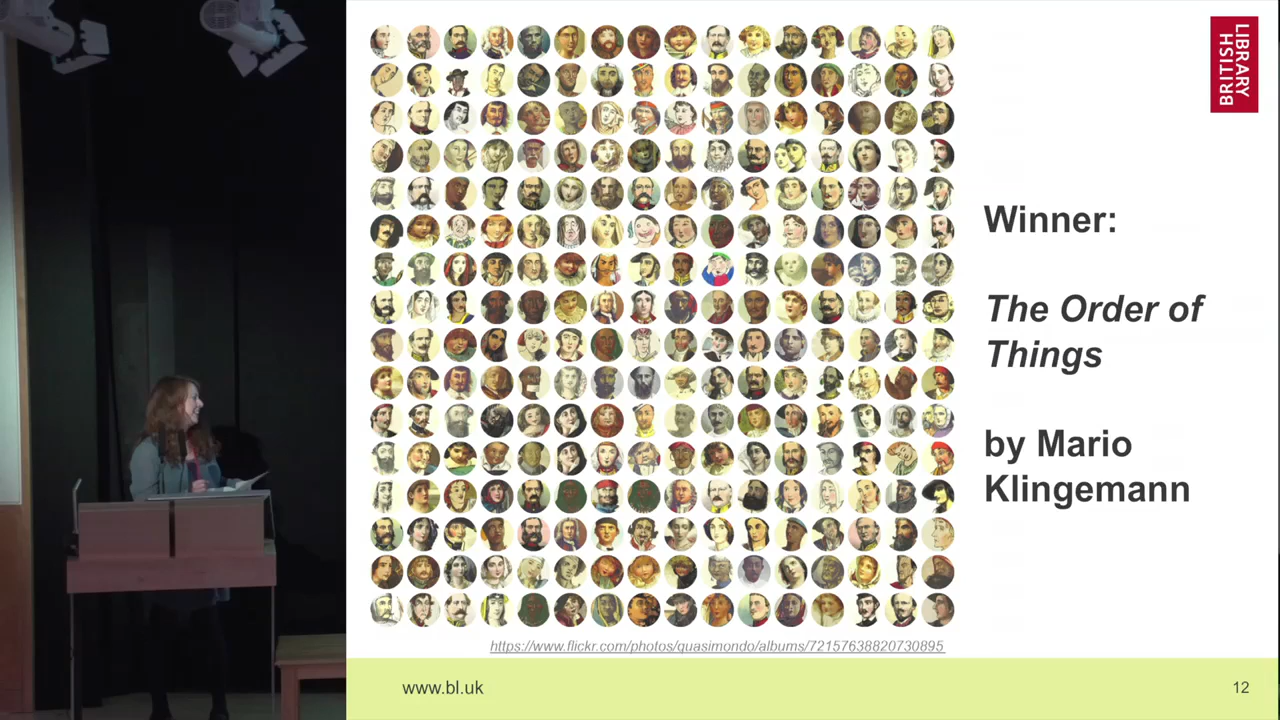 BRITISH
LIBRARY
Winner:
The Order of
Things
by Mario
Klingemann
https://www.flickr.com/photos/quasimondo/albums/72157638820730895
www.bl.uk
12